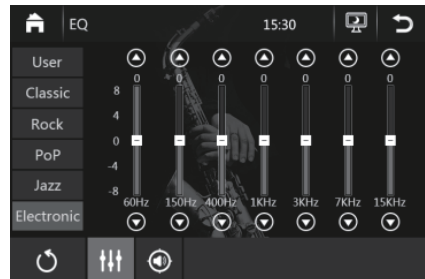 EQ 15:30
User
Classic
Rock
PoP
Jazz
Electronic
0 0 0 0 0 0 0
8
4
0
-4
-8
60Hz 150Hz 400Hz 1KHz 3KHz 7KHz 15KHz